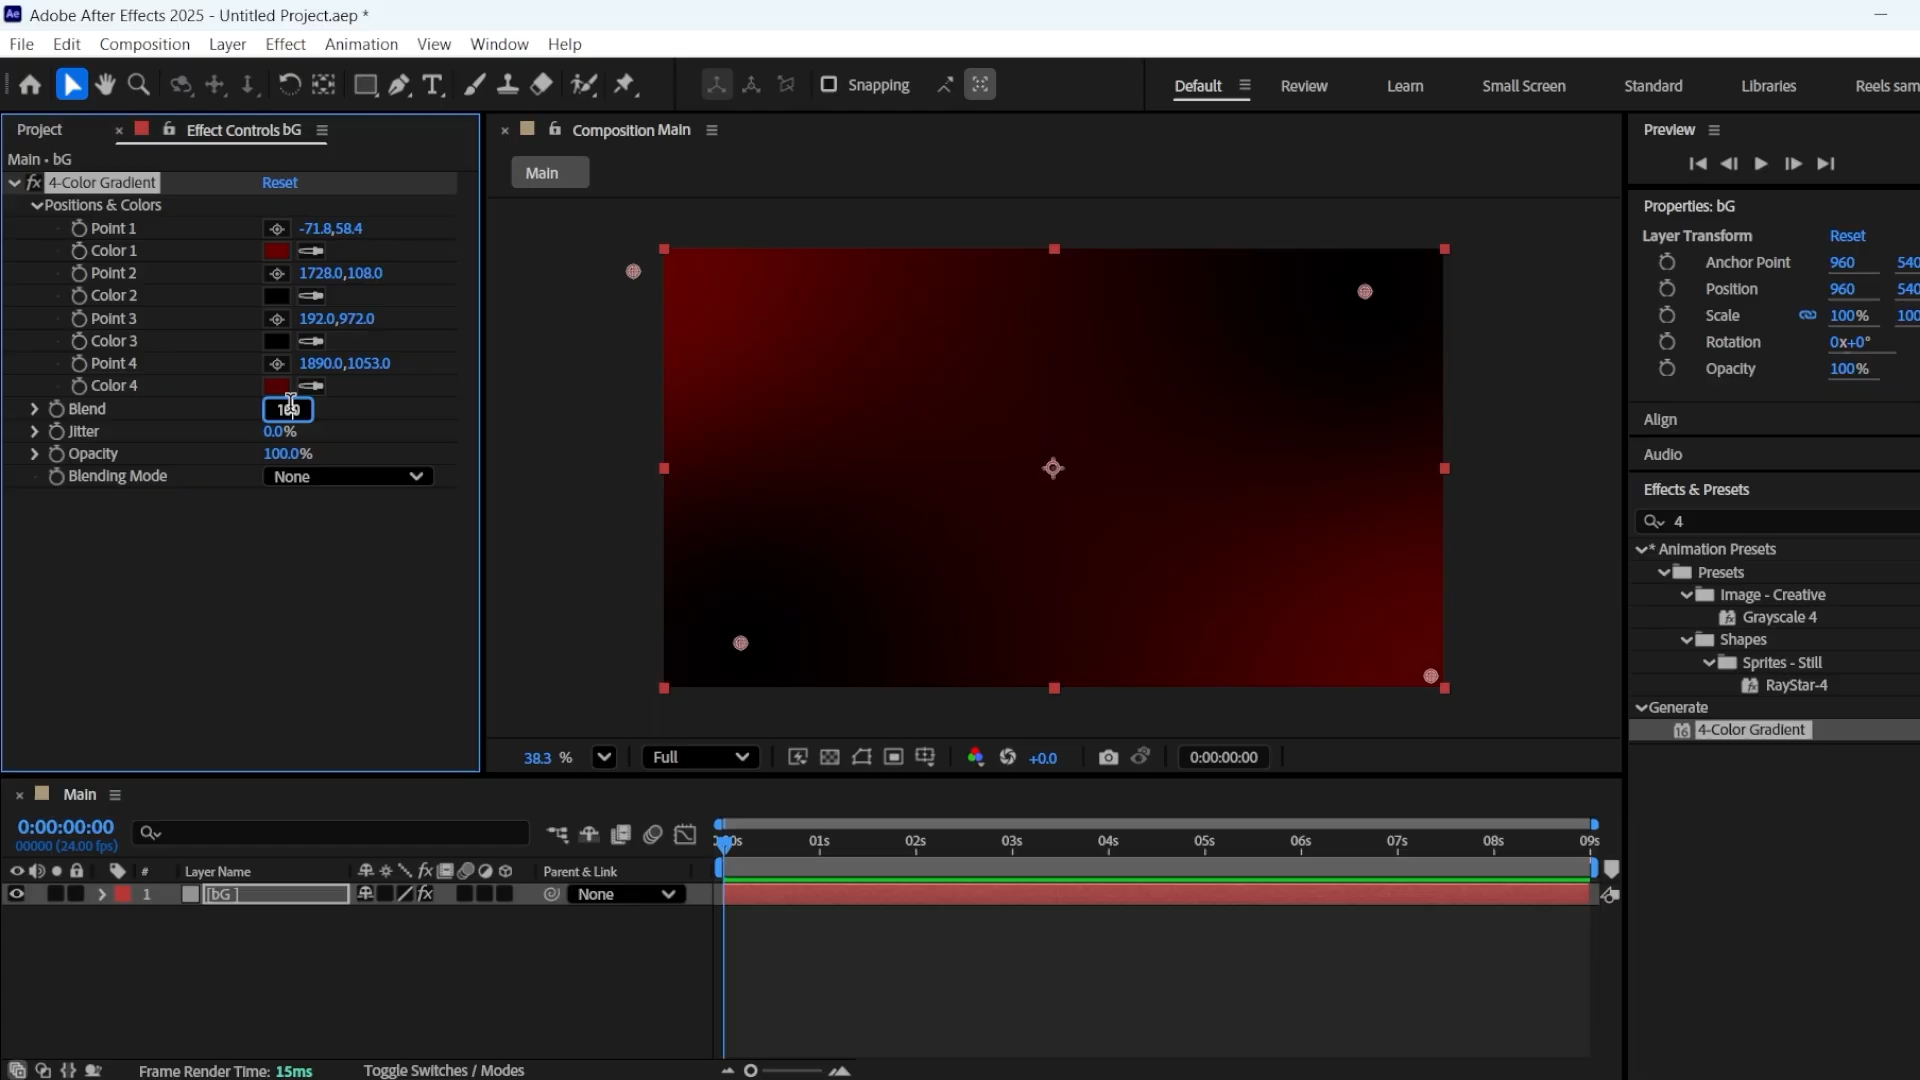 Adobe After Effects 2025 - Untitled Project.aep *
File Edit Composition Layer Effect Animation View Window Help
Snapping Default Review Learn Small Screen Standard Libraries Reels sam
Project Effect Controls bG
Main • bG
fx 4-Color Gradient Reset
Positions & Colors
Point 1 -71.8,58.4
Color 1
Point 2 1728.0,108.0
Color 2
Point 3 192.0,972.0
Color 3
Point 4 1890.0,1053.0
Color 4
Blend
Jitter 0.0%
Opacity 100.0%
Blending Mode None
Composition Main
Main
38.3 % Full +0.0 0:00:00:00
Preview
Properties: bG
Layer Transform Reset
Anchor Point 960 540
Position 960 540
Scale 100% 100
Rotation 0x+0°
Opacity 100%
Align
Audio
Effects & Presets
4
* Animation Presets
Presets
Image - Creative
Grayscale 4
Shapes
Sprites - Still
RayStar-4
Generate
16 4-Color Gradient
Main
0:00:00:00
00000 (24.00 fps)
01s 02s 03s 04s 05s 06s 07s 08s 09s
# Layer Name fx Parent & Link
1 [bG ] fx None
Frame Render Time: 15ms Toggle Switches / Modes